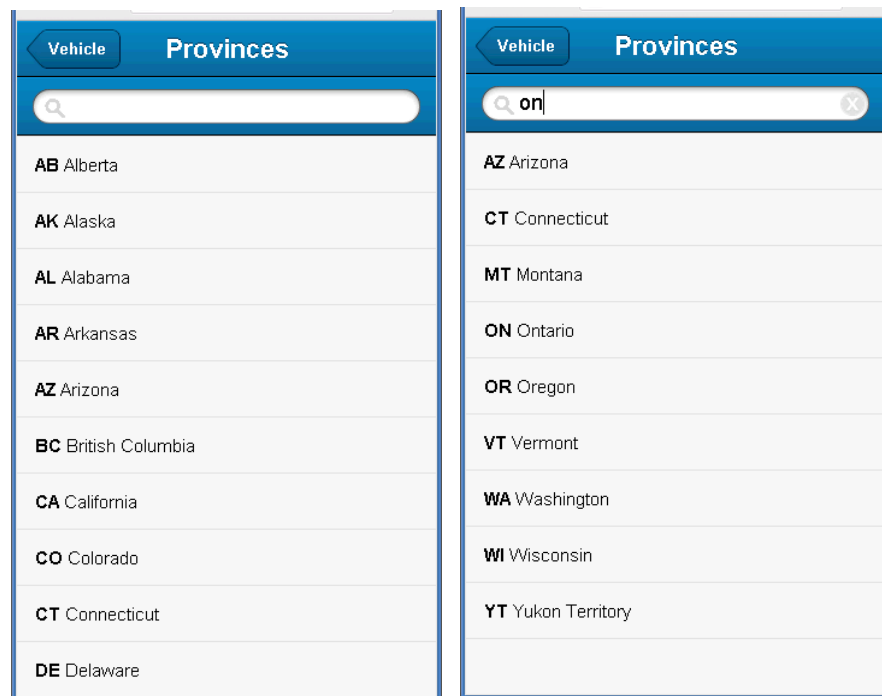 Vehicle
Provinces
AB Alberta
AK Alaska
AL Alabama
AR Arkansas
AZ Arizona
BC British Columbia
CA California
CO Colorado
CT Connecticut
DE Delaware
Vehicle
Provinces
on
AZ Arizona
CT Connecticut
MT Montana
ON Ontario
OR Oregon
VT Vermont
WA Washington
WI Wisconsin
YT Yukon Territory